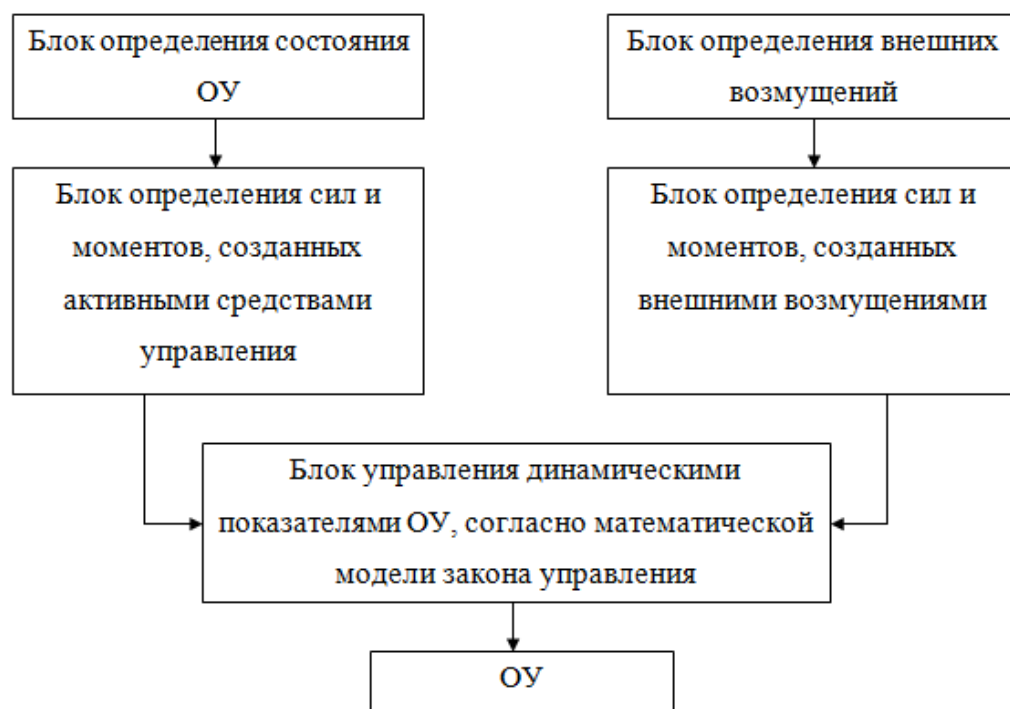 Блок определения состояния
ОУ
Блок определения внешних
возмущений
Блок определения сил и
моментов, созданных
активными средствами
управления
Блок определения сил и
моментов, созданных
внешними возмущениями
Блок управления динамическими
показателями ОУ, согласно математической
модели закона управления
ОУ